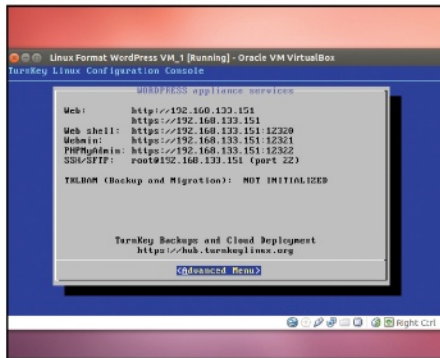 Linux Format WordPress VM_1 [Running] - Oracle VM VirtualBox
TurnKey Linux Configuration Console
WORDPRESS appliance services
Web: http://192.168.133.151
https://192.168.133.151
Web shell: https://192.168.133.151:12320
Webmin: https://192.168.133.151:12321
PHPMyAdmin: https://192.168.133.151:12322
SSH/SFTP: root@192.168.133.151 (port 22)
TKLBAM (Backup and Migration): NOT INITIALIZED
TurnKey Backups and Cloud Deployment
https://hub.turnkeylinux.org
<Advanced Menu>
Right Ctrl